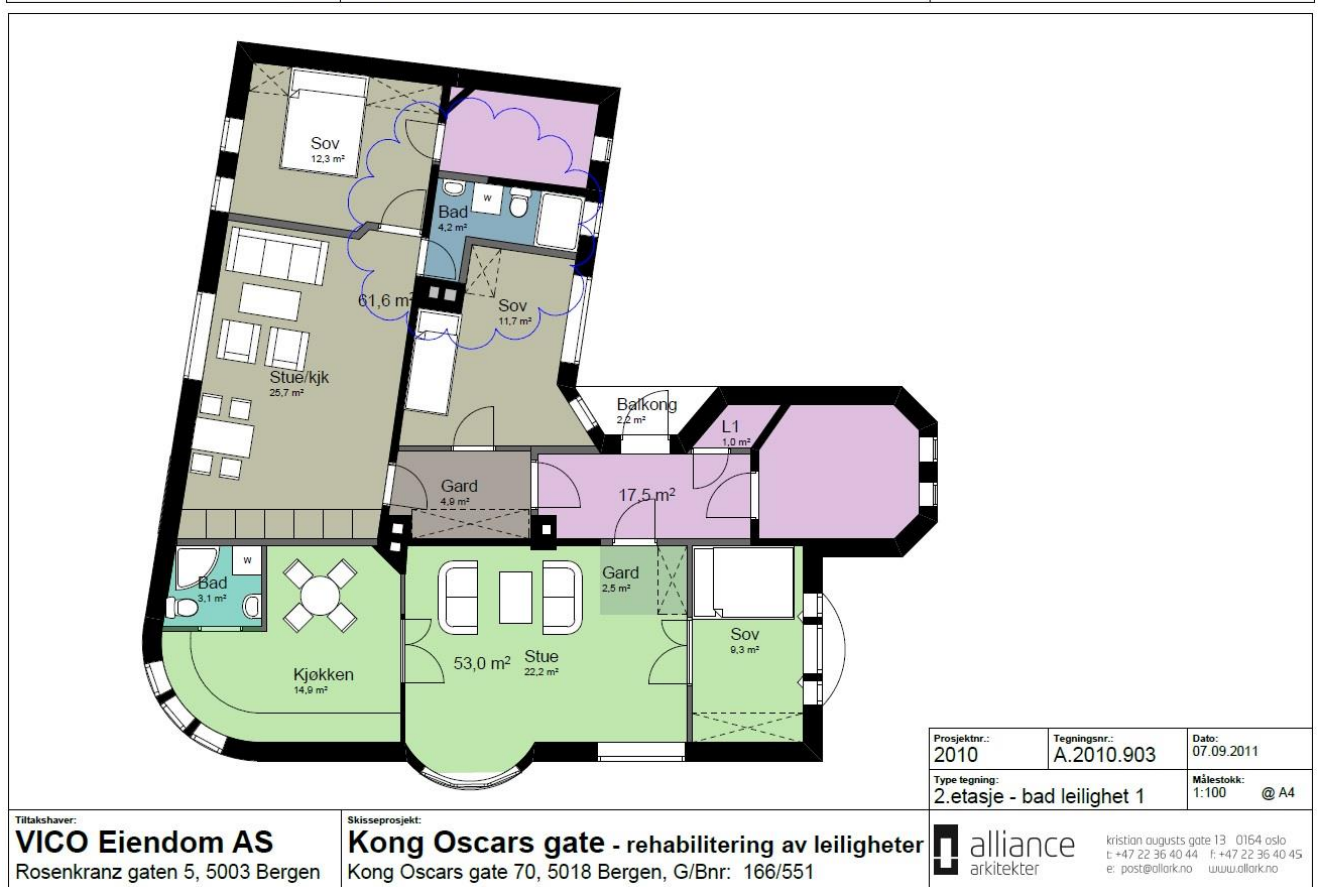 Sov
12,3 m²
W
Bad
4,2 m²
61,6 m²
Sov
11,7 m²
Stue/kjk
25,7 m²
Balkong
2,2 m²
L1
1,0 m²
Gard
4,9 m²
17,5 m²
W
Bad
3,1 m²
Gard
2,5 m²
Sov
9,3 m²
53,0 m²
Stue
22,2 m²
Kjøkken
14,9 m²
Prosjektnr.:
2010
Tegningsnr.:
A.2010.903
Dato:
07.09.2011
Type tegning:
2.etasje - bad leilighet 1
Målestokk:
1:100 @ A4
Tiltakshaver:
VICO Eiendom AS
Rosenkranz gaten 5, 5003 Bergen
Skisseprosjekt:
Kong Oscars gate - rehabilitering av leiligheter
Kong Oscars gate 70, 5018 Bergen, G/Bnr: 166/551
alliance
arkitekter
kristian augusts gate 13 0164 oslo
t: +47 22 36 40 44 f: +47 22 36 40 45
e: post@allark.no www.allark.no